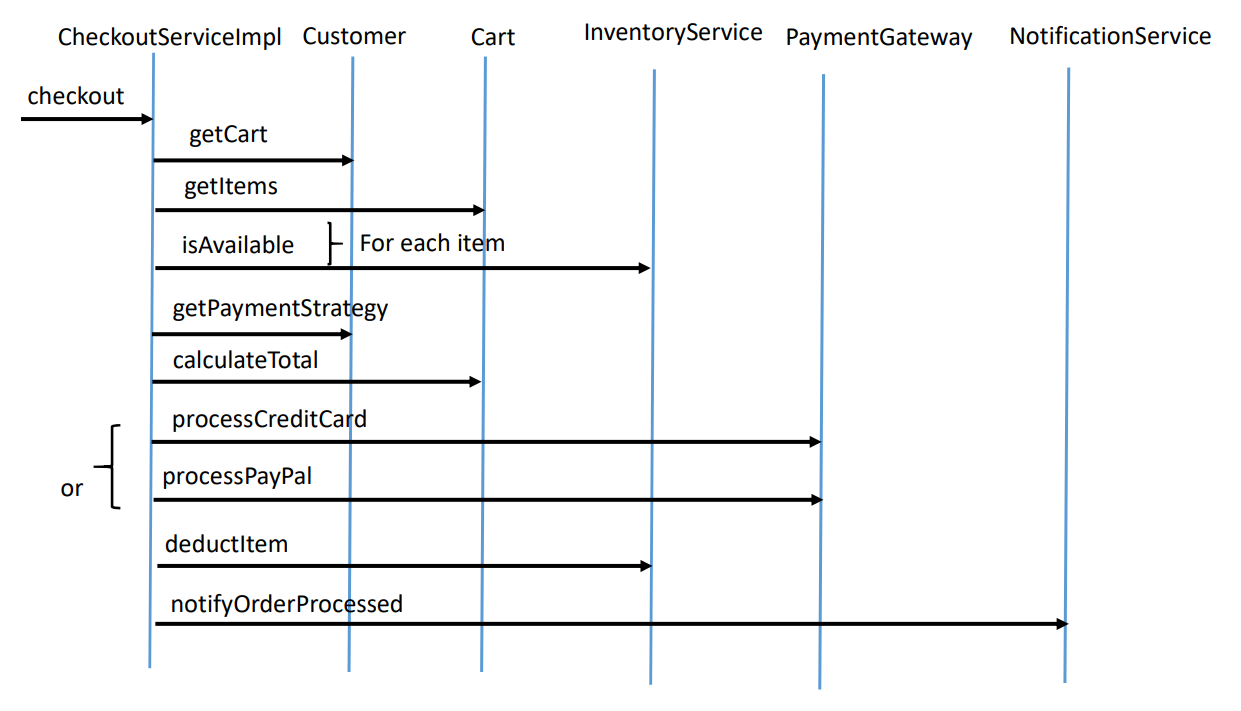 CheckoutServiceImpl Customer Cart InventoryService PaymentGateway NotificationService
checkout
getCart
getItems
isAvailable For each item
getPaymentStrategy
calculateTotal
processCreditCard
processPayPal
or
deductItem
notifyOrderProcessed